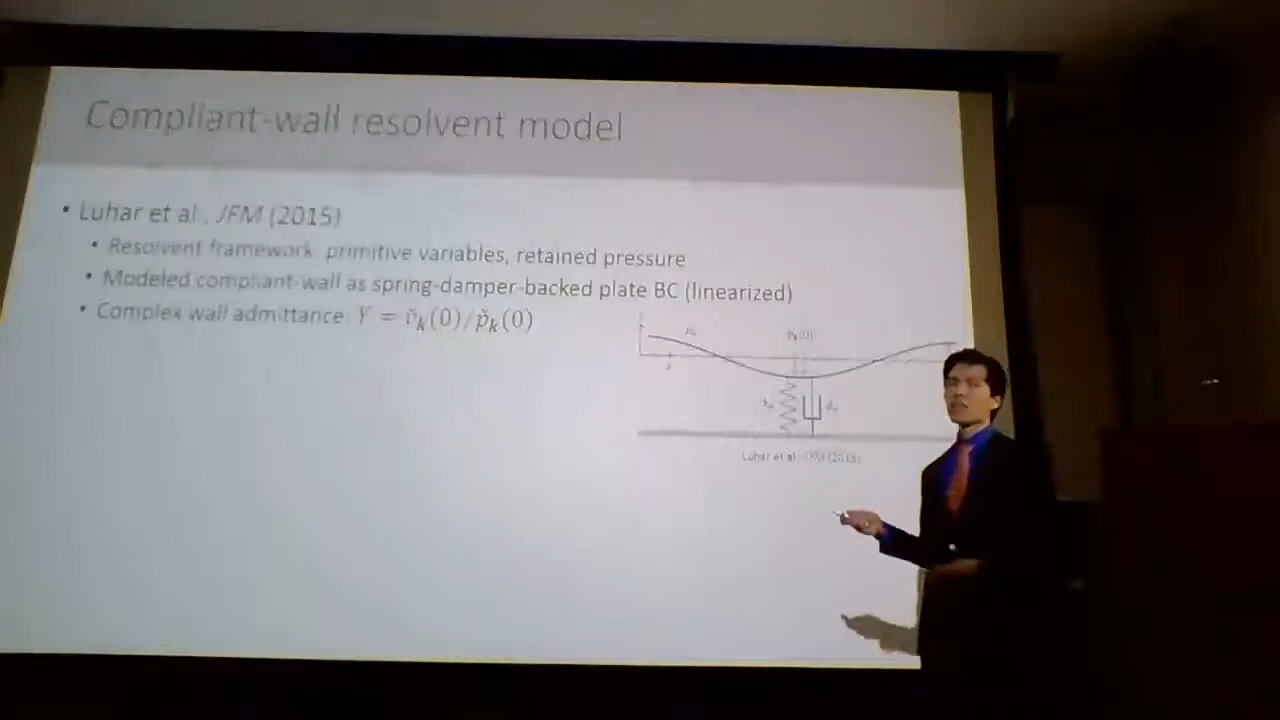 Compliant-wall resolvent model
• Luhar et al., JFM (2015)
• Resolvent framework: primitive variables, retained pressure
• Modeled compliant-wall as spring-damper-backed plate BC (linearized)
• Complex wall admittance: Y = v̌ₖ(0)/p̌ₖ(0)
Luhar et al. JFM (2015)